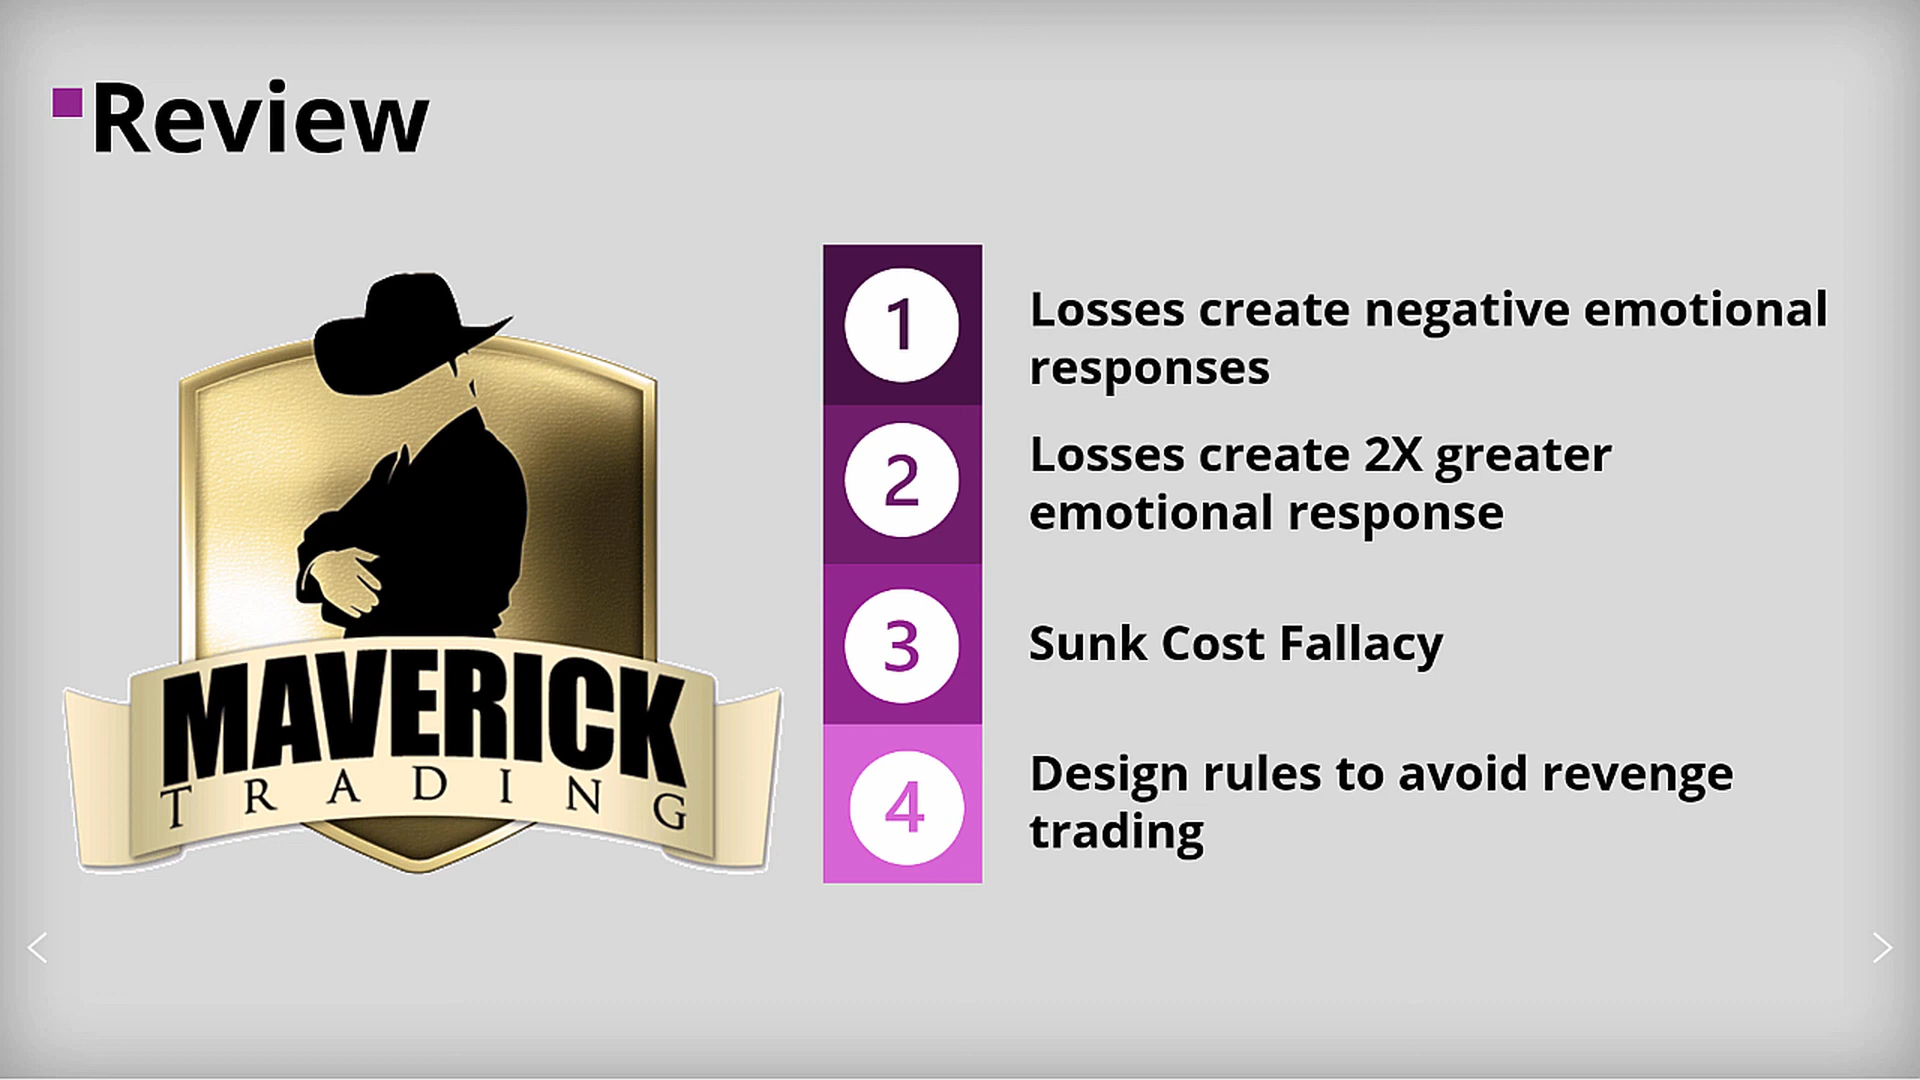 Review
MAVERICK
TRADING
1
Losses create negative emotional
responses
2
Losses create 2X greater
emotional response
3
Sunk Cost Fallacy
4
Design rules to avoid revenge
trading